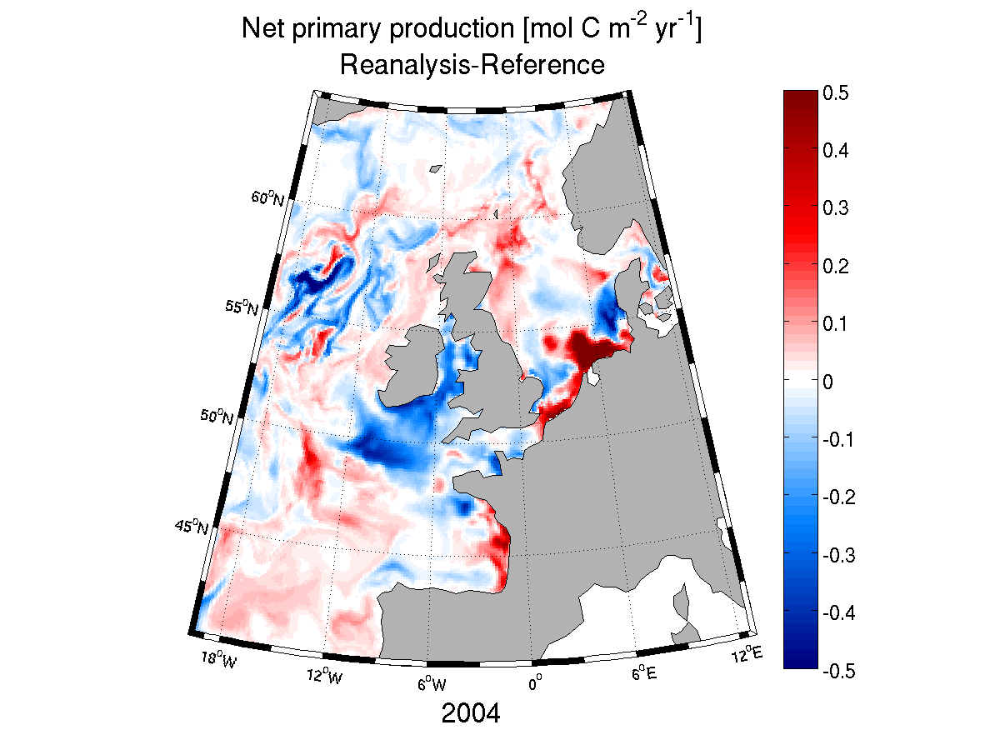 Net primary production [mol C m⁻² yr⁻¹]
Reanalysis-Reference
0.5
0.4
0.3
0.2
0.1
0
-0.1
-0.2
-0.3
-0.4
-0.5
60°N
55°N
50°N
45°N
18°W
12°W
6°W
0°
6°E
12°E
2004